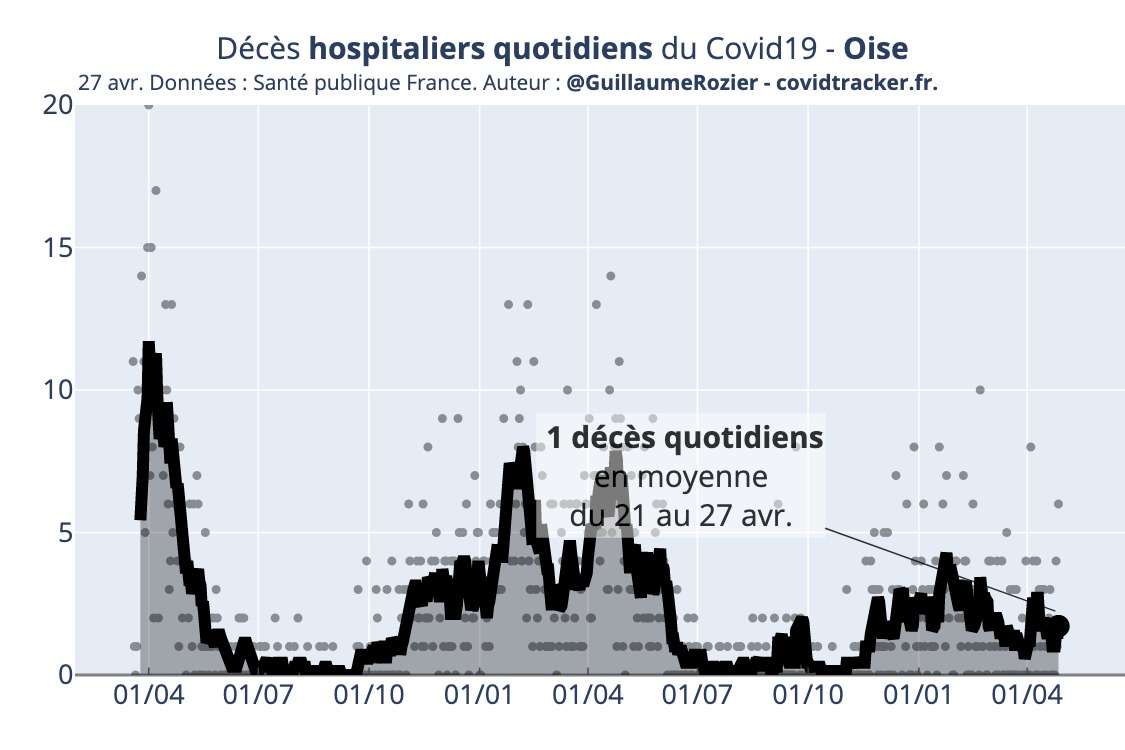 Décès hospitaliers quotidiens du Covid19 - Oise
27 avr. Données : Santé publique France. Auteur : @GuillaumeRozier - covidtracker.fr.
20
15
10
5
0
1 décès quotidiens
en moyenne
du 21 au 27 avr.
01/04 01/07 01/10 01/01 01/04 01/07 01/10 01/01 01/04